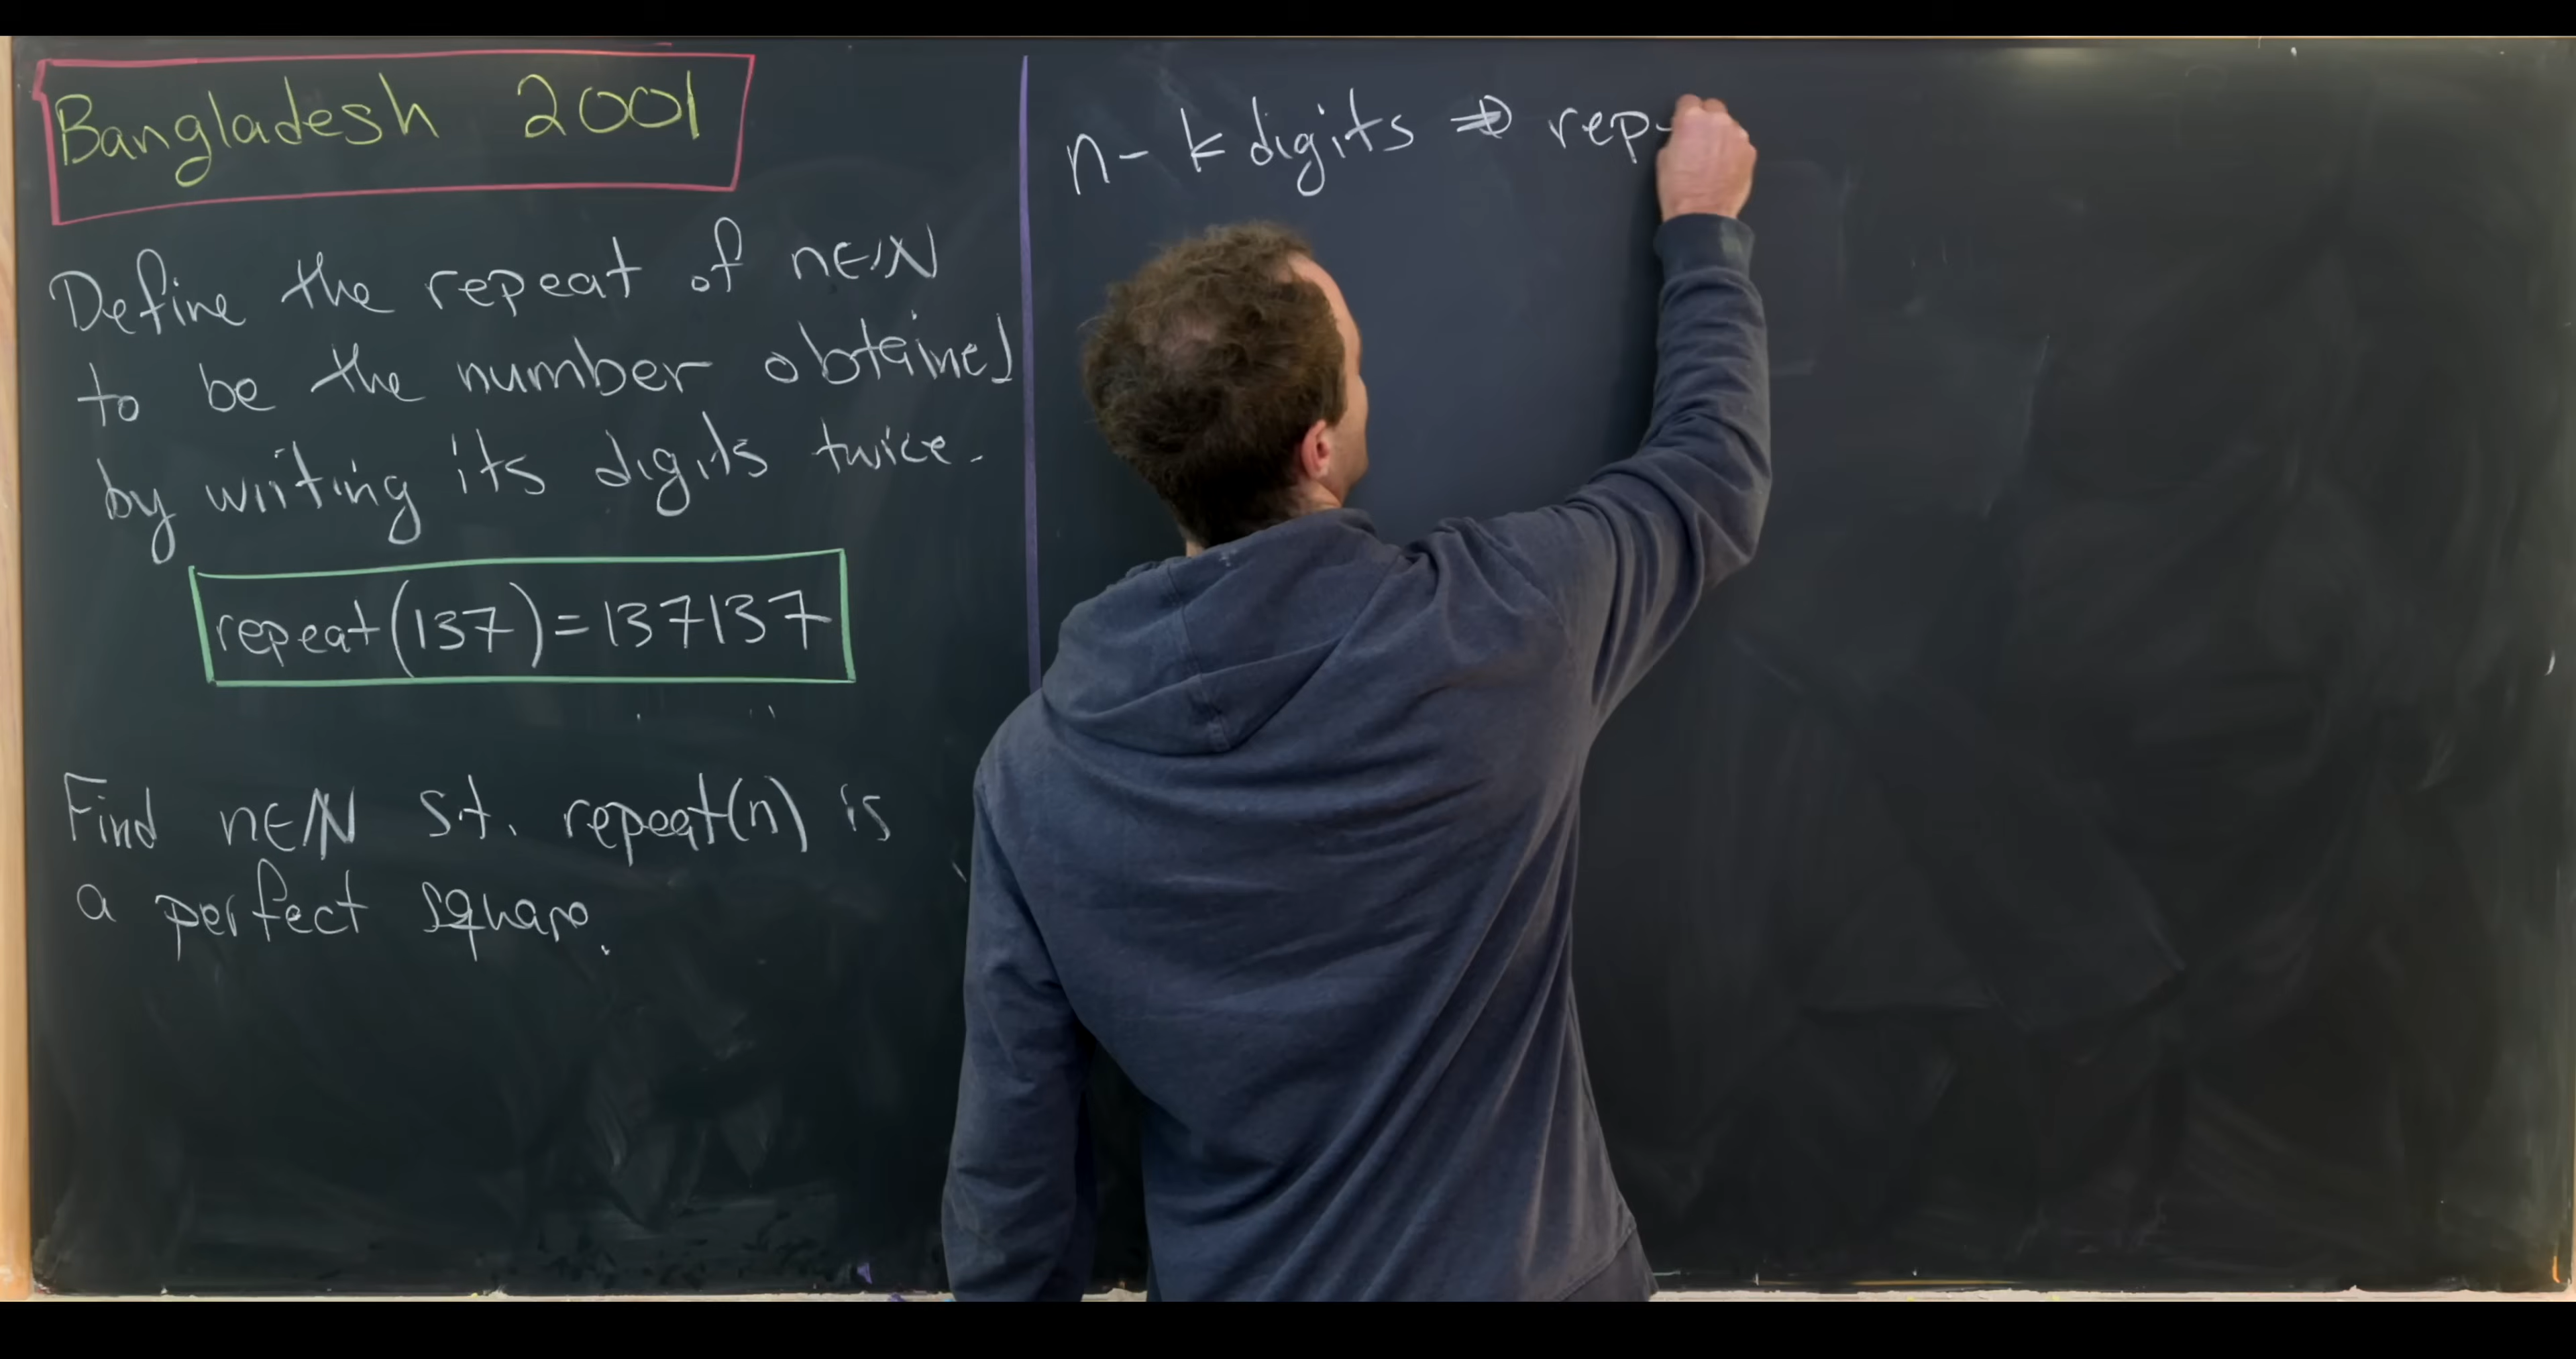 Bangladesh 2001
Define the repeat of n∈ℕ
to be the number obtained
by writing its digits twice.
repeat(137)=137137
Find n∈ℕ s.t. repeat(n) is
a perfect square.
n - k digits ⇒ rep